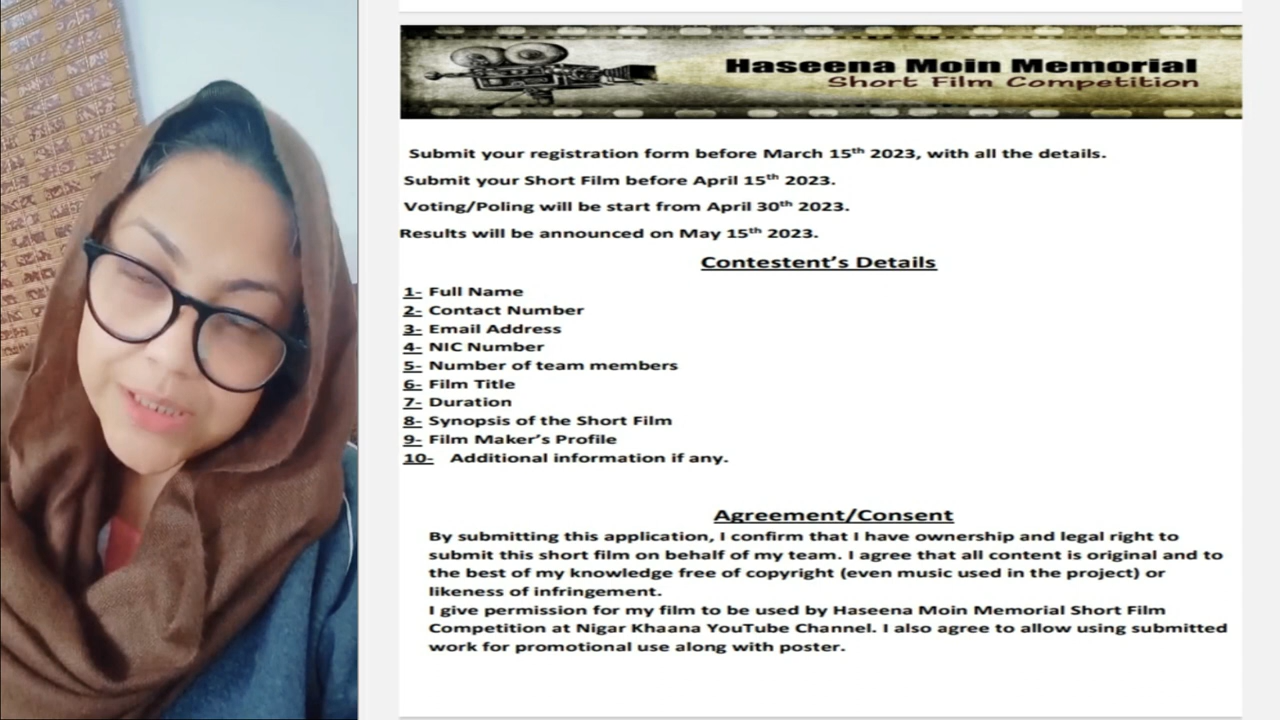 Haseena Moin Memorial
Short Film Competition
Submit your registration form before March 15th 2023, with all the details.
Submit your Short Film before April 15th 2023.
Voting/Poling will be start from April 30th 2023.
Results will be announced on May 15th 2023.
Contestent's Details
1- Full Name
2- Contact Number
3- Email Address
4- NIC Number
5- Number of team members
6- Film Title
7- Duration
8- Synopsis of the Short Film
9- Film Maker's Profile
10- Additional information if any.
Agreement/Consent
By submitting this application, I confirm that I have ownership and legal right to
submit this short film on behalf of my team. I agree that all content is original and to
the best of my knowledge free of copyright (even music used in the project) or
likeness of infringement.
I give permission for my film to be used by Haseena Moin Memorial Short Film
Competition at Nigar Khaana YouTube Channel. I also agree to allow using submitted
work for promotional use along with poster.